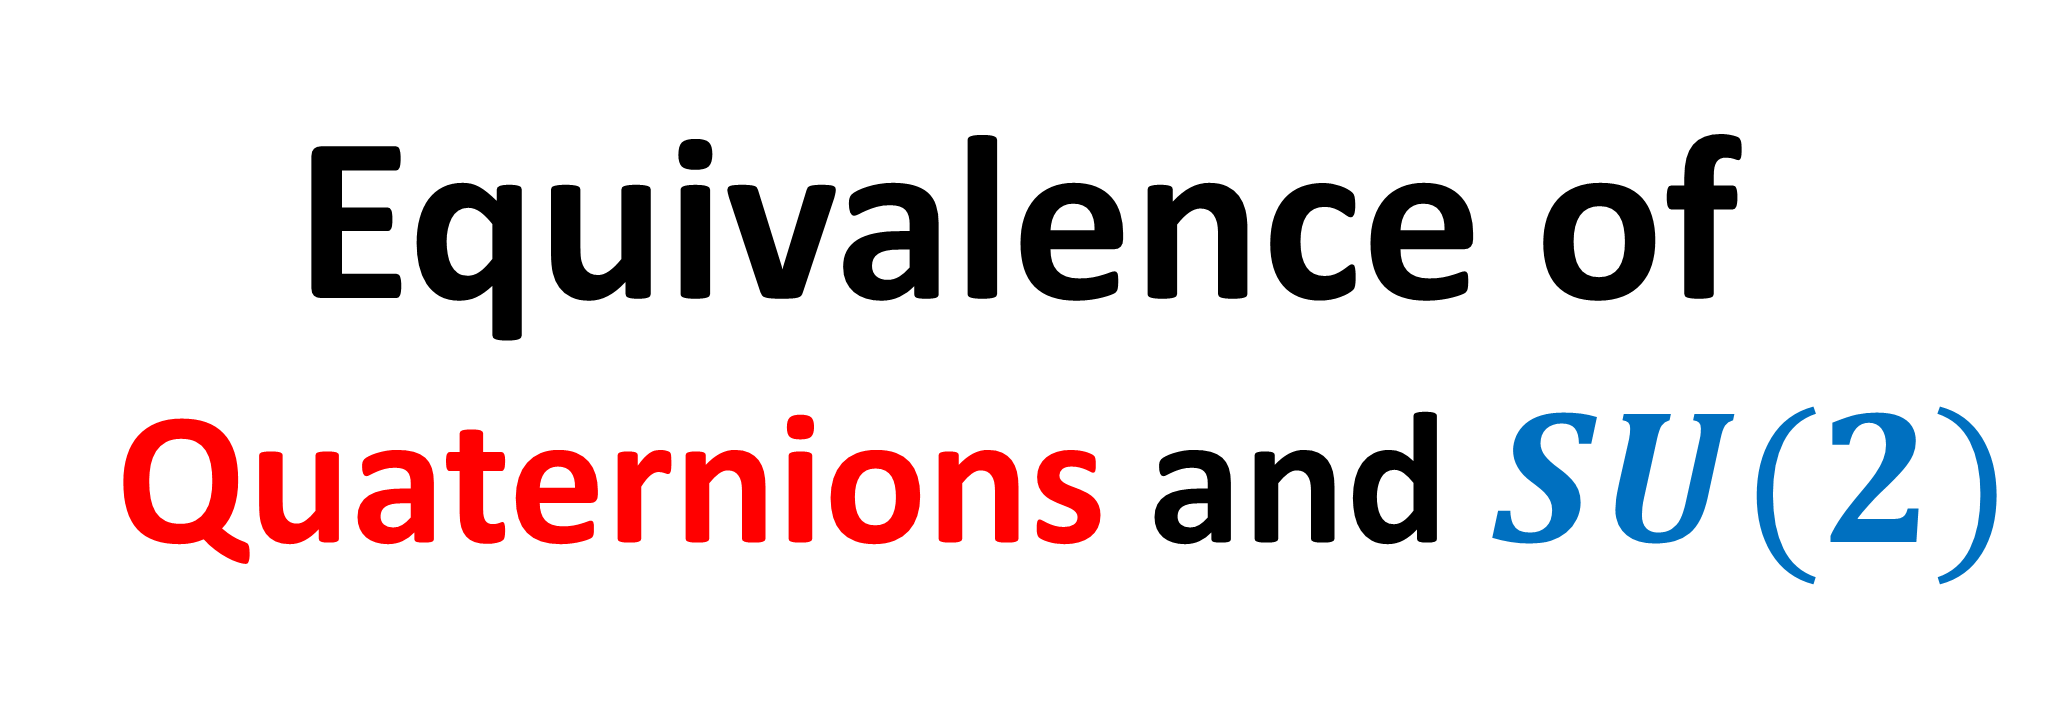 Equivalence of
Quaternions and SU(2)